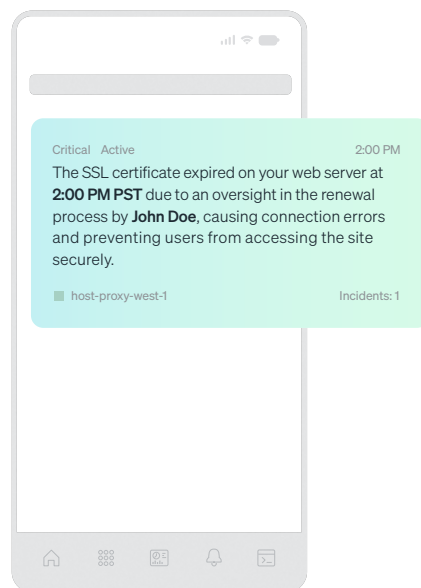 Critical Active 2:00 PM
The SSL certificate expired on your web server at
2:00 PM PST due to an oversight in the renewal
process by John Doe, causing connection errors
and preventing users from accessing the site
securely.
host-proxy-west-1 Incidents: 1